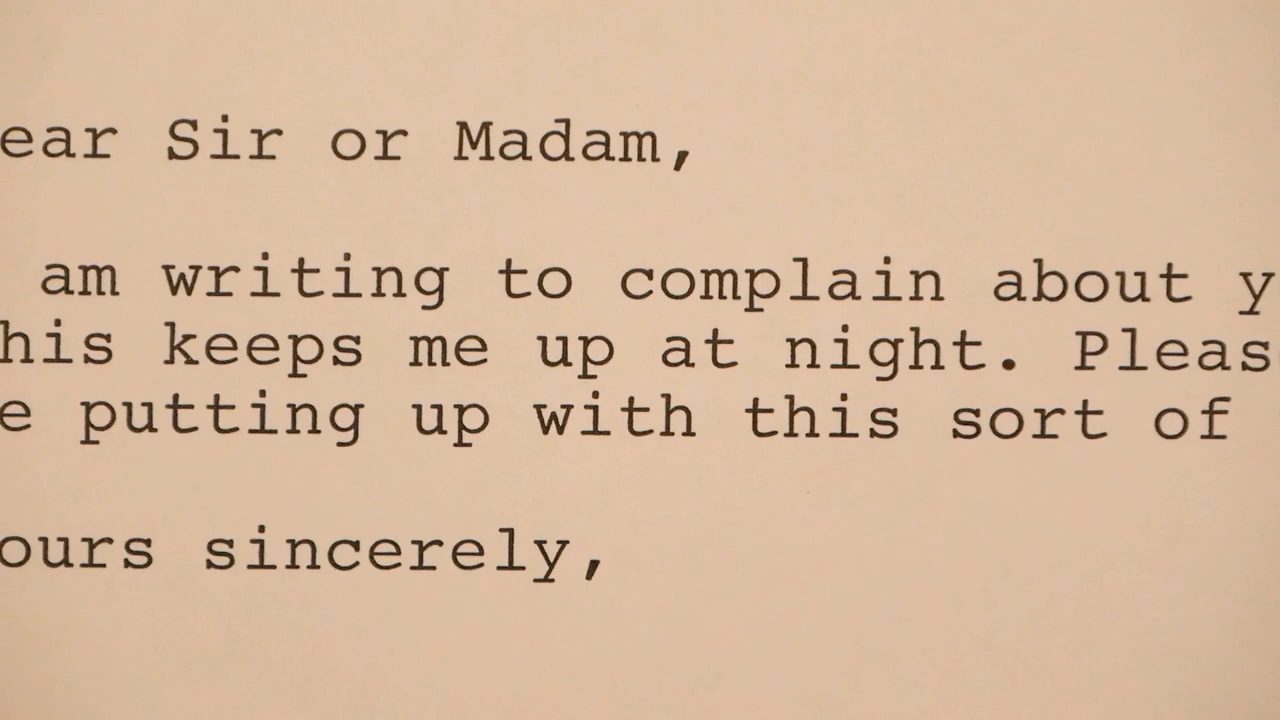 ear Sir or Madam,
am writing to complain about y
his keeps me up at night. Pleas
e putting up with this sort of
ours sincerely,